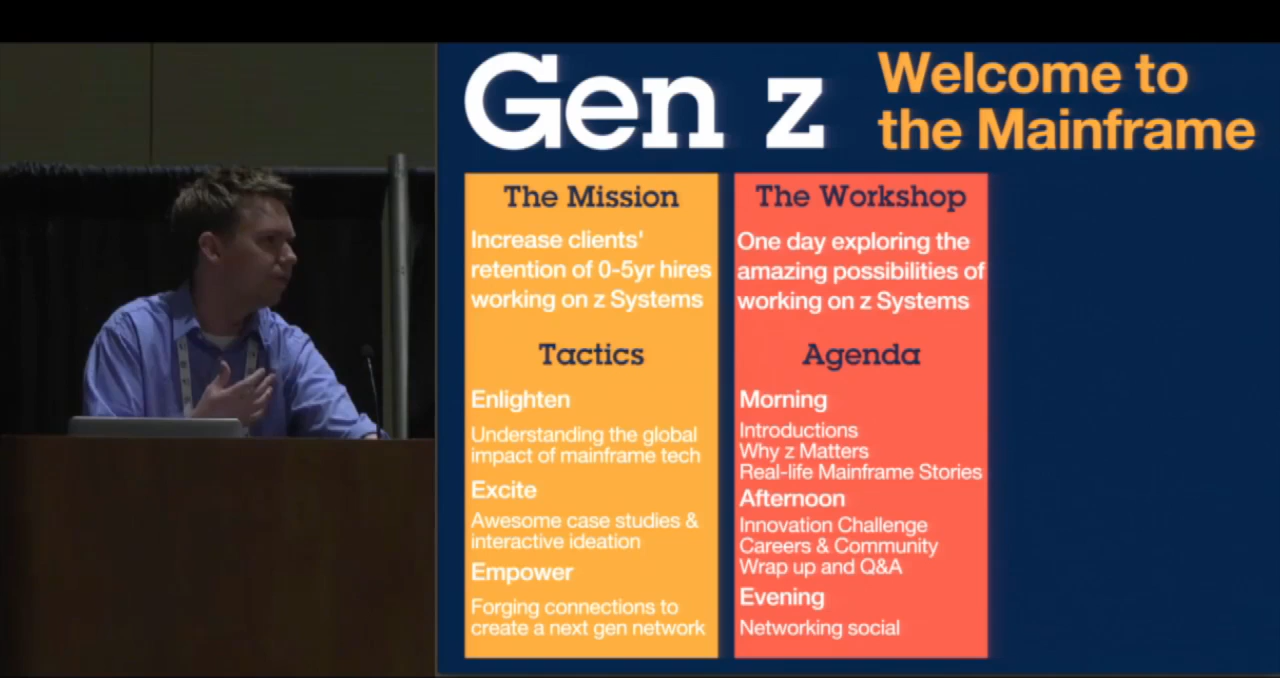 Gen z
Welcome to
the Mainframe
The Mission
Increase clients'
retention of 0-5yr hires
working on z Systems
Tactics
Enlighten
Understanding the global
impact of mainframe tech
Excite
Awesome case studies &
interactive ideation
Empower
Forging connections to
create a next gen network
The Workshop
One day exploring the
amazing possibilities of
working on z Systems
Agenda
Morning
Introductions
Why z Matters
Real-life Mainframe Stories
Afternoon
Innovation Challenge
Careers & Community
Wrap up and Q&A
Evening
Networking social